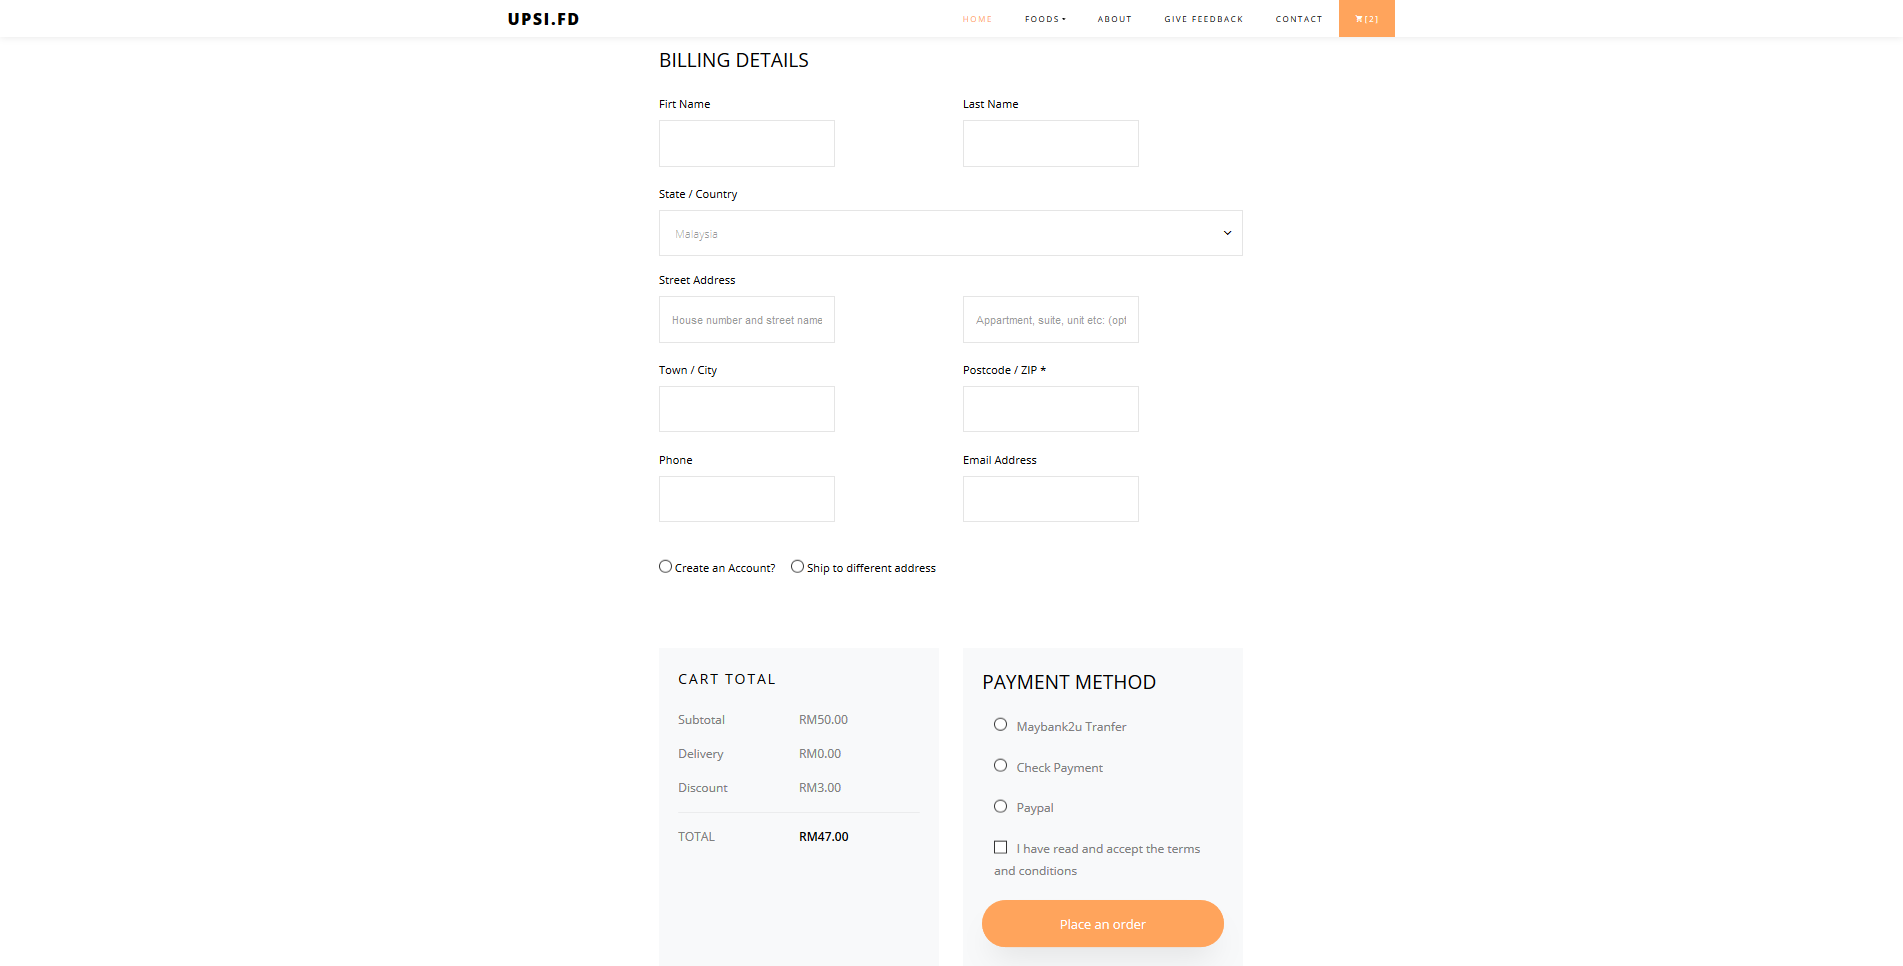 UPSI.FD
HOME FOODS ABOUT GIVE FEEDBACK CONTACT [2]
BILLING DETAILS
Firt Name Last Name
State / Country
Malaysia
Street Address
House number and street name Appartment, suite, unit etc: (opt
Town / City Postcode / ZIP *
Phone Email Address
Create an Account? Ship to different address
CART TOTAL
Subtotal RM50.00
Delivery RM0.00
Discount RM3.00
TOTAL RM47.00
PAYMENT METHOD
Maybank2u Tranfer
Check Payment
Paypal
I have read and accept the terms
and conditions
Place an order